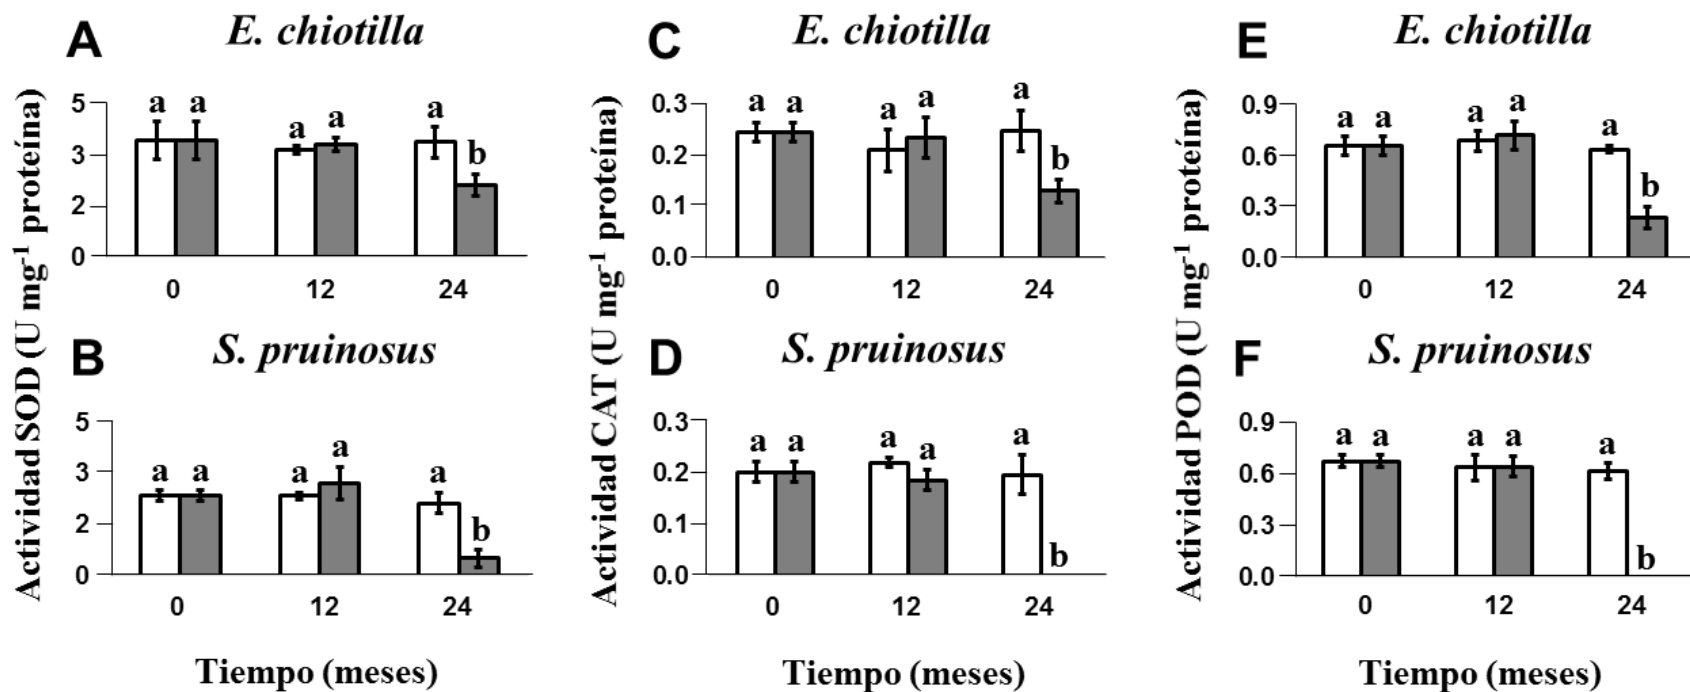 A E. chiotilla
Actividad SOD (U mg-1 proteína)
5
3
2
0
a a a a a b
0 12 24
B S. pruinosus
5
3
2
0
a a a a a b
0 12 24
Tiempo (meses)
C E. chiotilla
Actividad CAT (U mg-1 proteína)
0.3
0.2
0.1
0.0
a a a a a b
0 12 24
D S. pruinosus
0.3
0.2
0.1
0.0
a a a a a b
0 12 24
Tiempo (meses)
E E. chiotilla
Actividad POD (U mg-1 proteína)
0.9
0.6
0.3
0.0
a a a a a b
0 12 24
F S. pruinosus
0.9
0.6
0.3
0.0
a a a a a b
0 12 24
Tiempo (meses)